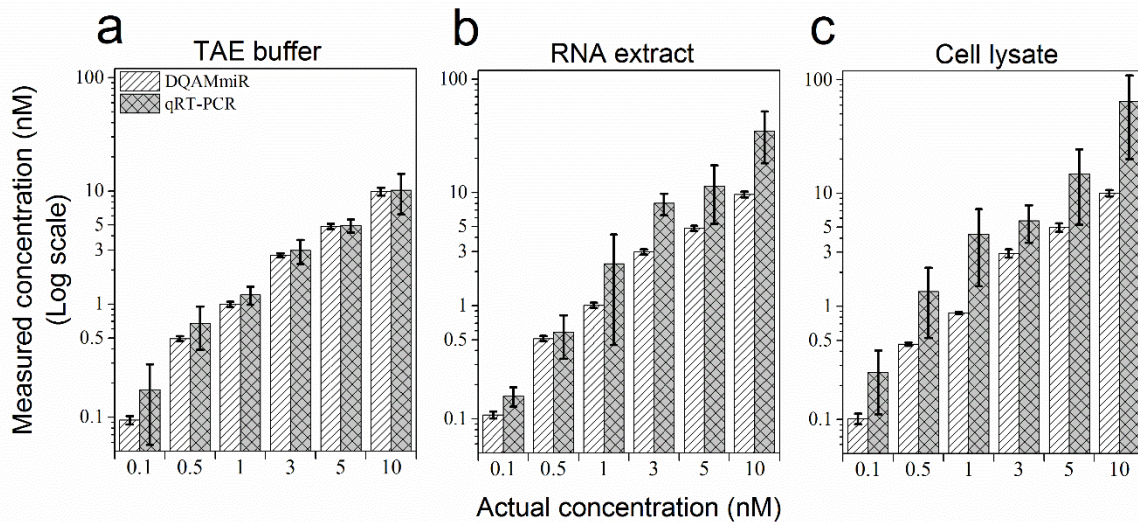 a
TAE buffer
b
RNA extract
c
Cell lysate
Measured concentration (nM)
(Log scale)
DQAMmiR
qRT-PCR
100
10
5
3
1
0.5
0.1
0.1 0.5 1 3 5 10
100
10
5
3
1
0.5
0.1
0.1 0.5 1 3 5 10
100
10
5
3
1
0.5
0.1
0.1 0.5 1 3 5 10
Actual concentration (nM)